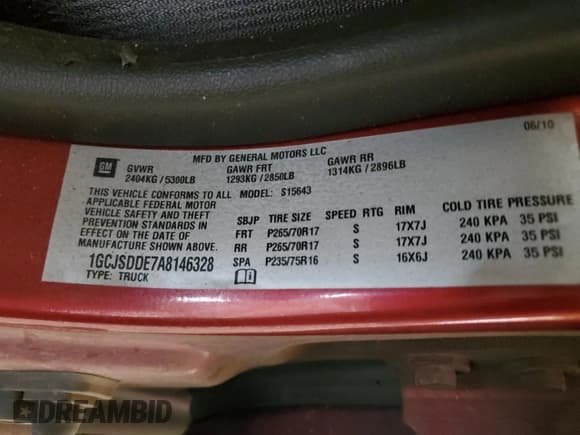 06/10
MFD BY GENERAL MOTORS LLC
GM
GVWR GAWR FRT GAWR RR
2404KG/5300LB 1293KG/2850LB 1314KG/2896LB
THIS VEHICLE CONFORMS TO ALL MODEL: S15643
APPLICABLE FEDERAL MOTOR
VEHICLE SAFETY AND THEFT
PREVENTION STANDARDS IN
EFFECT ON THE DATE OF
MANUFACTURE SHOWN ABOVE.
1GCJSDDE7A8146328
TYPE: TRUCK
SBJP TIRE SIZE SPEED RTG RIM COLD TIRE PRESSURE
FRT P265/70R17 S 17X7J 240 KPA 35 PSI
RR P265/70R17 S 17X7J 240 KPA 35 PSI
SPA P235/75R16 S 16X6J 240 KPA 35 PSI
DREAMBID